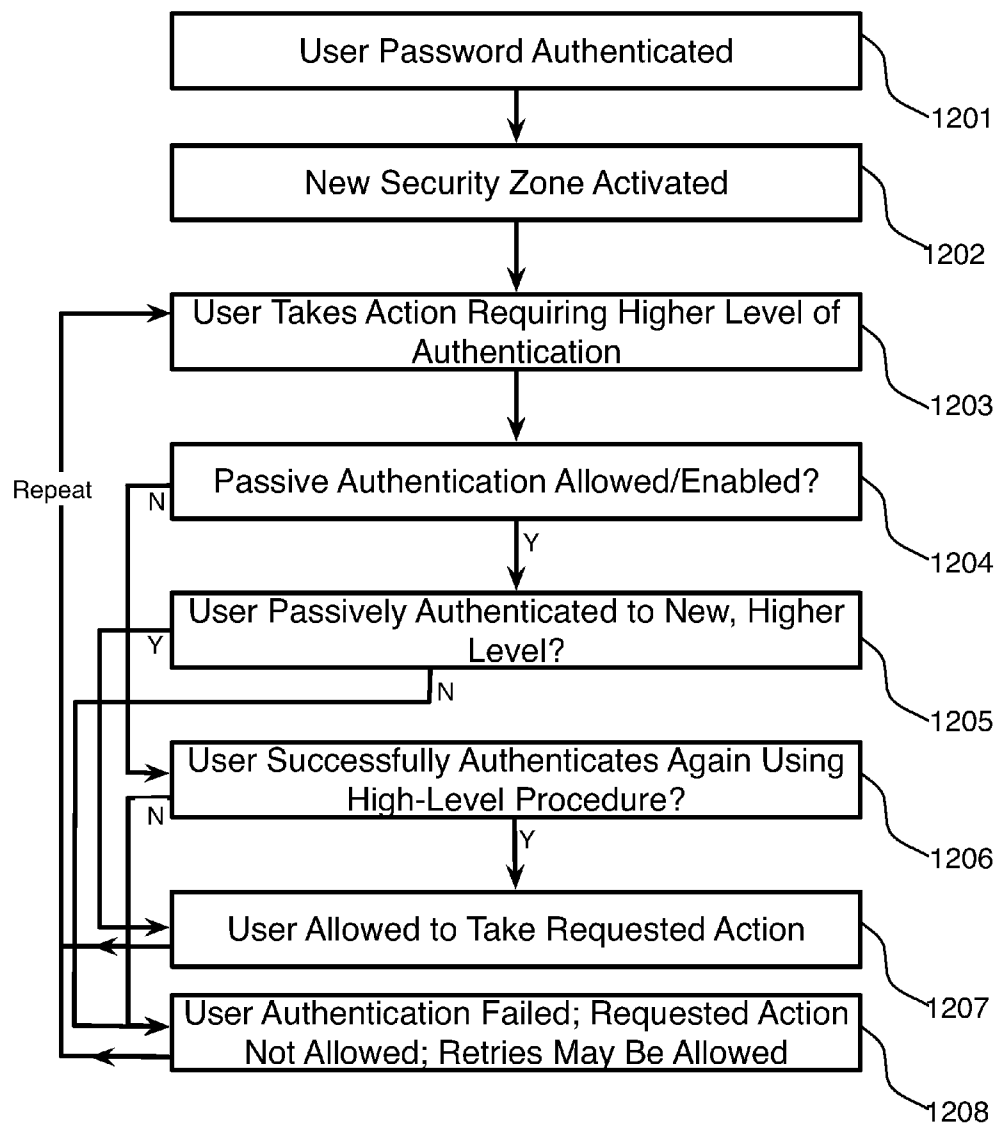 User Password Authenticated
1201
New Security Zone Activated
1202
User Takes Action Requiring Higher Level of
Authentication
1203
Repeat
Passive Authentication Allowed/Enabled?
N
1204
Y
User Passively Authenticated to New, Higher
Level?
Y
N
1205
User Successfully Authenticates Again Using
High-Level Procedure?
N
Y
1206
User Allowed to Take Requested Action
1207
User Authentication Failed; Requested Action
Not Allowed; Retries May Be Allowed
1208